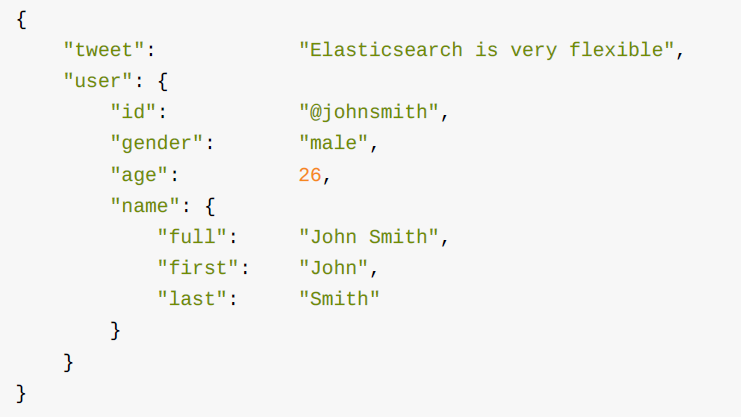 {
    "tweet":            "Elasticsearch is very flexible",
    "user": {
        "id":           "@johnsmith",
        "gender":       "male",
        "age":          26,
        "name": {
            "full":     "John Smith",
            "first":    "John",
            "last":     "Smith"
        }
    }
}